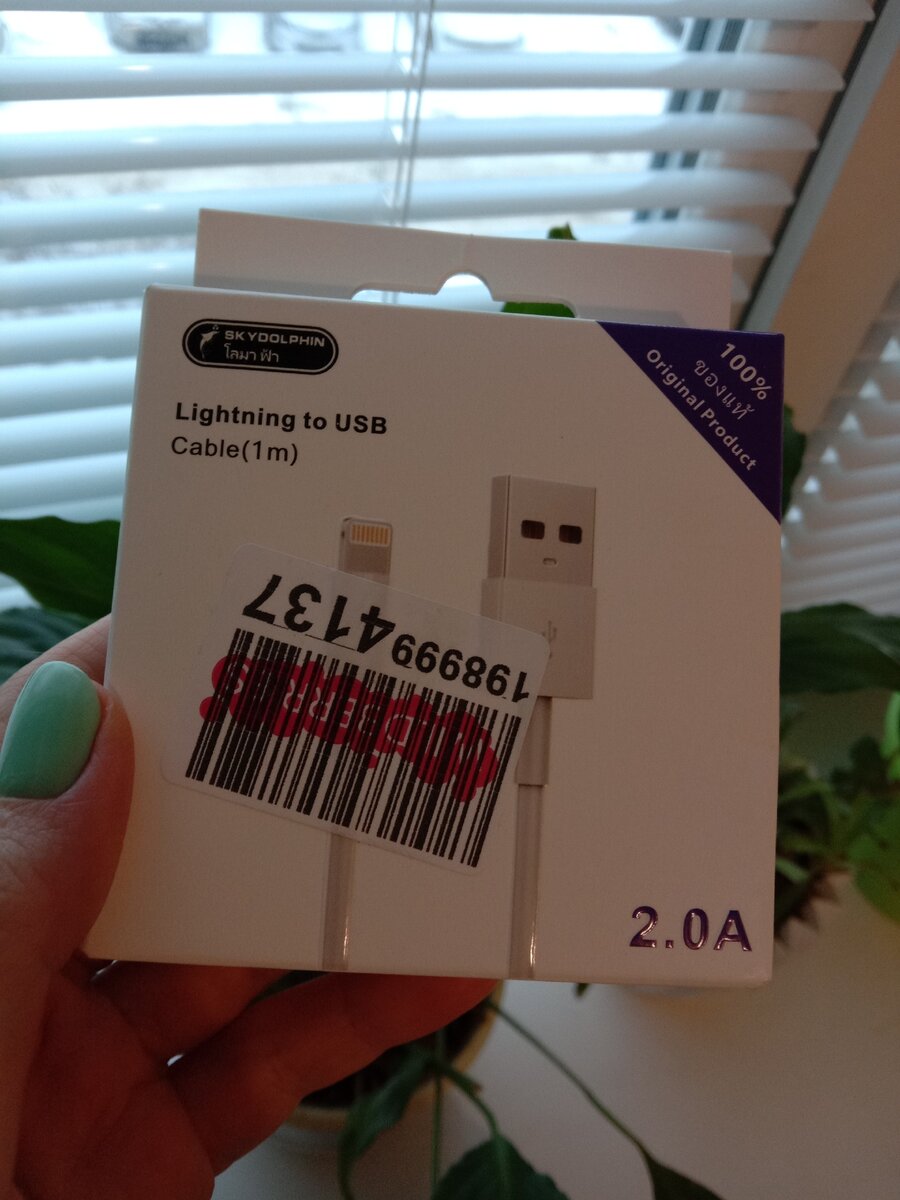 SKYDOLPHIN
โลมา ฟ้า
100%
ของแท้
Original Product
Lightning to USB
Cable(1m)
1989994137
WILDBERRIES
2.0A